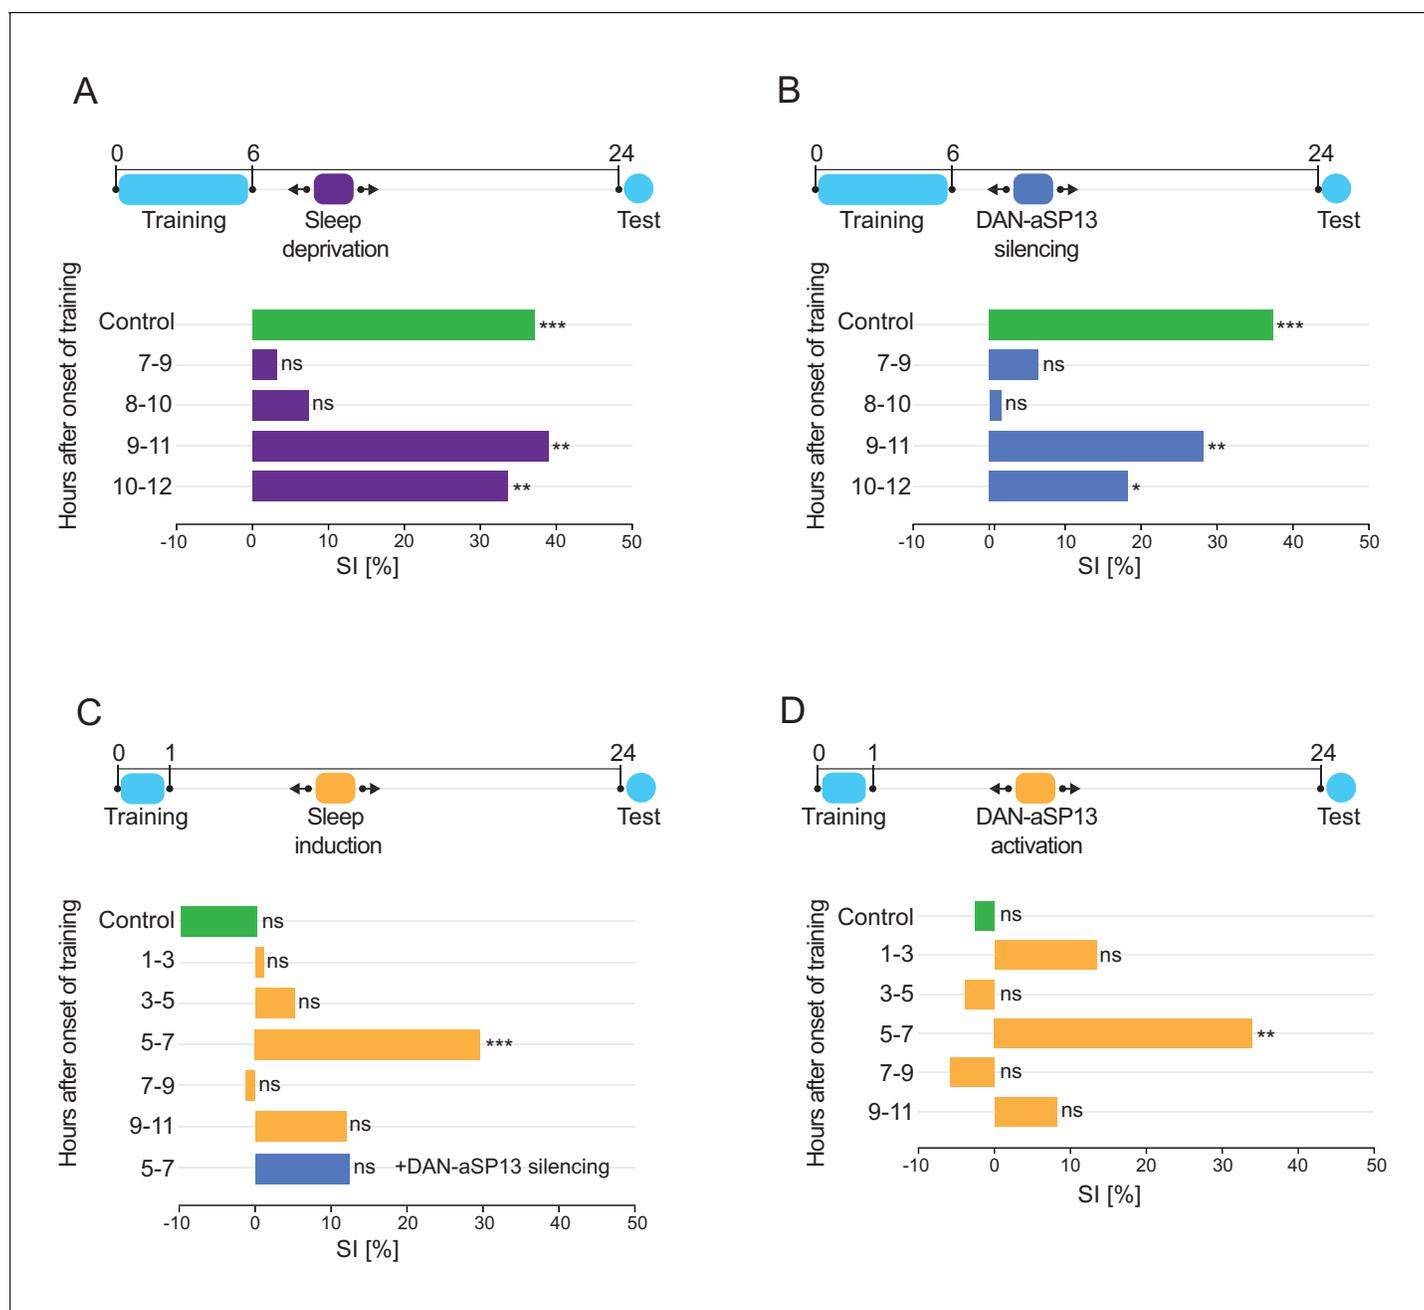 A
0 6 24
Training Sleep Test
deprivation
Hours after onset of training
Control ***
7-9 ns
8-10 ns
9-11 **
10-12 **
-10 0 10 20 30 40 50
SI [%]
B
0 6 24
Training DAN-aSP13 Test
silencing
Hours after onset of training
Control ***
7-9 ns
8-10 ns
9-11 **
10-12 *
-10 0 10 20 30 40 50
SI [%]
C
0 1 24
Training Sleep Test
induction
Hours after onset of training
Control ns
1-3 ns
3-5 ns
5-7 ***
7-9 ns
9-11 ns
5-7 ns +DAN-aSP13 silencing
-10 0 10 20 30 40 50
SI [%]
D
0 1 24
Training DAN-aSP13 Test
activation
Hours after onset of training
Control ns
1-3 ns
3-5 ns
5-7 **
7-9 ns
9-11 ns
-10 0 10 20 30 40 50
SI [%]